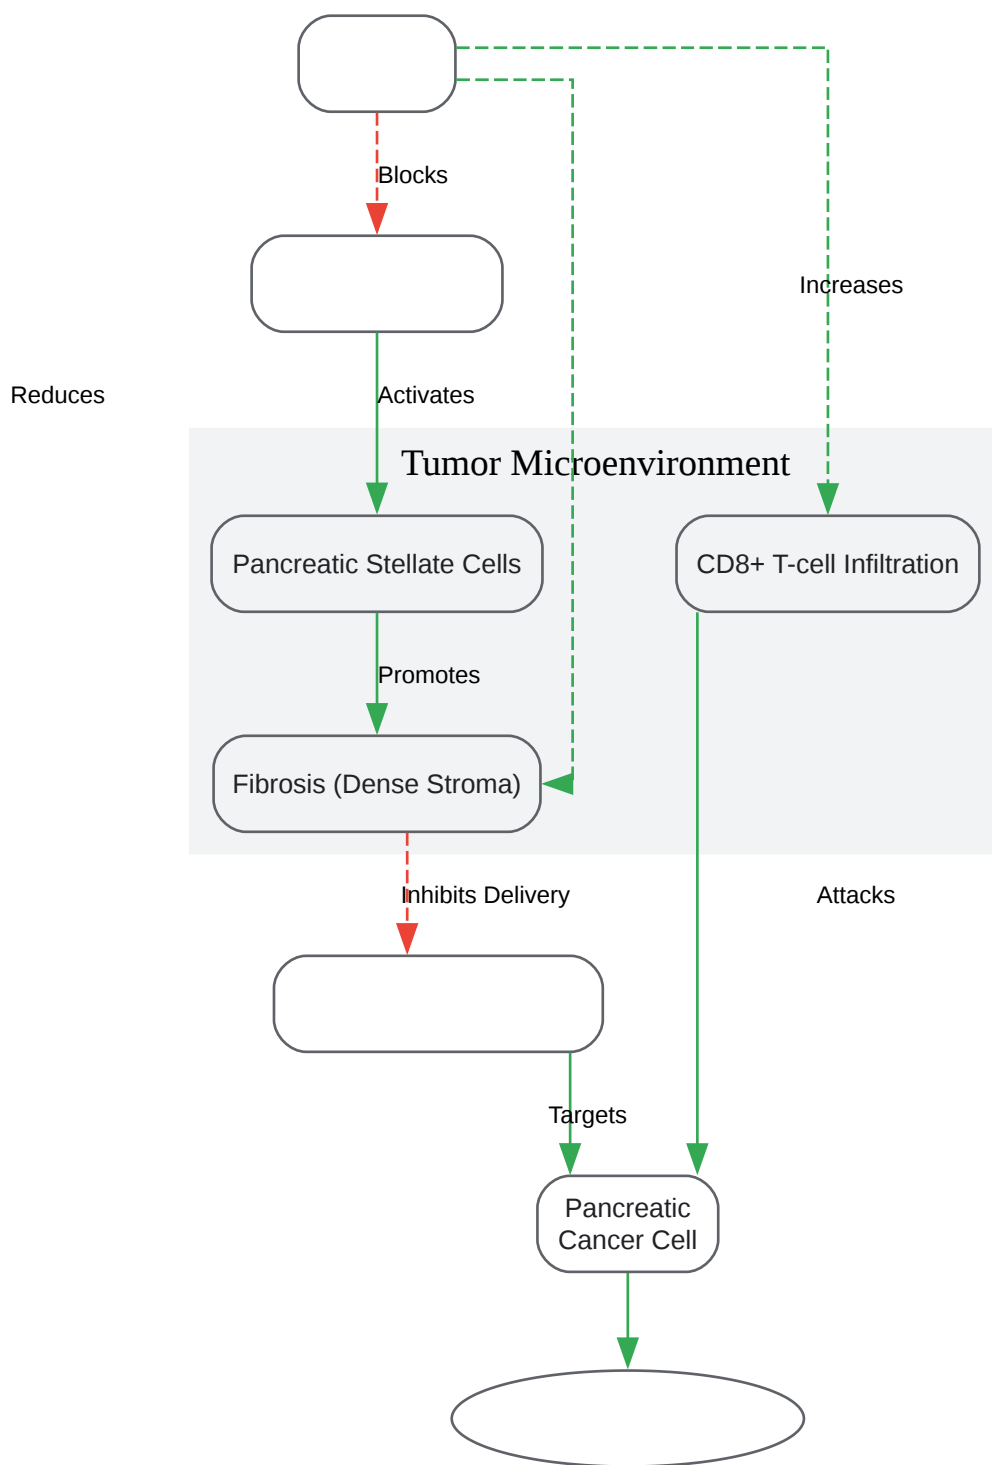 Blocks
Increases
Reduces
Activates
Tumor Microenvironment
Pancreatic Stellate Cells
CD8+ T-cell Infiltration
Promotes
Fibrosis (Dense Stroma)
Inhibits Delivery
Attacks
Targets
Pancreatic
Cancer Cell